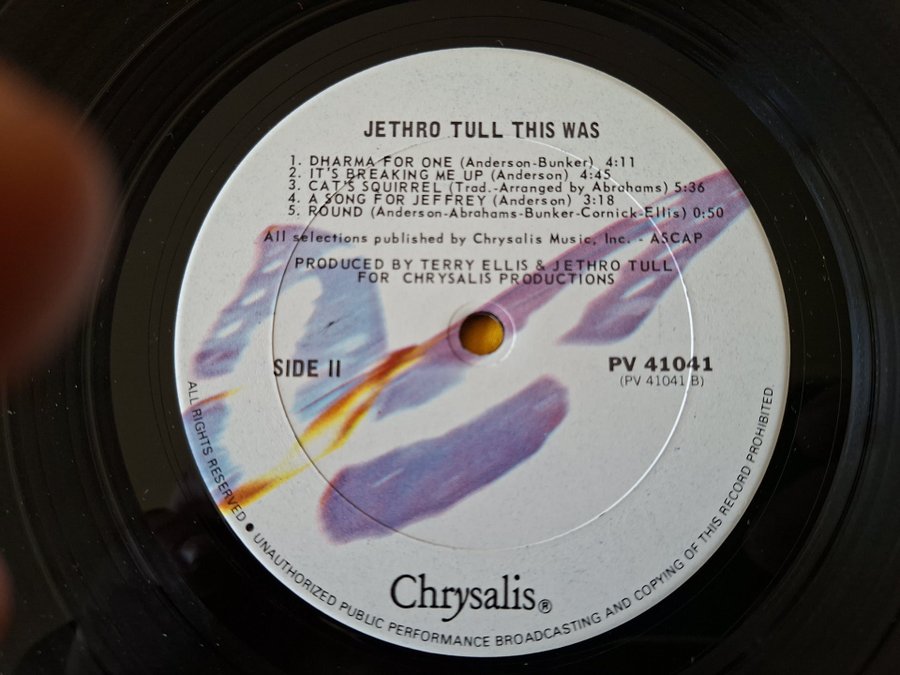 JETHRO TULL THIS WAS
1. DHARMA FOR ONE (Anderson-Bunker) 4:11
2. IT'S BREAKING ME UP (Anderson) 4:45
3. CAT'S SQUIRREL (Trad.-Arranged by Abrahams) 5:36
4. A SONG FOR JEFFREY (Anderson) 3:18
5. ROUND (Anderson-Abrahams-Bunker-Cornick-Ellis) 0:50
All selections published by Chrysalis Music, Inc. - ASCAP
PRODUCED BY TERRY ELLIS & JETHRO TULL
FOR CHRYSALIS PRODUCTIONS
SIDE II
PV 41041
(PV 41041 B)
Chrysalis®
ALL RIGHTS RESERVED • UNAUTHORIZED PUBLIC PERFORMANCE BROADCASTING AND COPYING OF THIS RECORD PROHIBITED